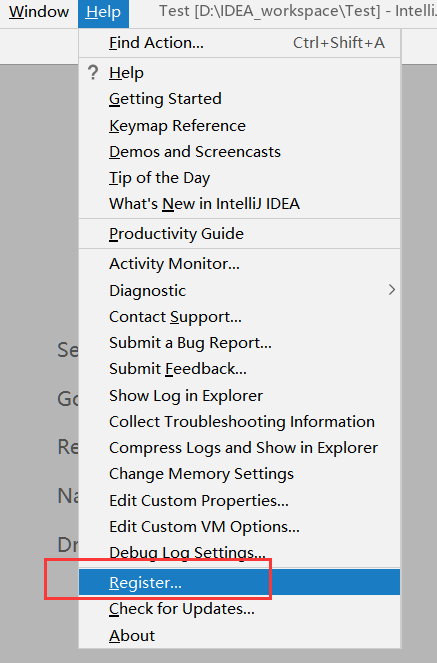 Window Help Test [D:\IDEA_workspace\Test] - IntelliJ
Find Action... Ctrl+Shift+A
? Help
Getting Started
Keymap Reference
Demos and Screencasts
Tip of the Day
What's New in IntelliJ IDEA
Productivity Guide
Activity Monitor...
Diagnostic
Contact Support...
Submit a Bug Report...
Submit Feedback...
Show Log in Explorer
Collect Troubleshooting Information
Compress Logs and Show in Explorer
Change Memory Settings
Edit Custom Properties...
Edit Custom VM Options...
Debug Log Settings...
Register...
Check for Updates...
About
Se
Go
Re
Na
Dr